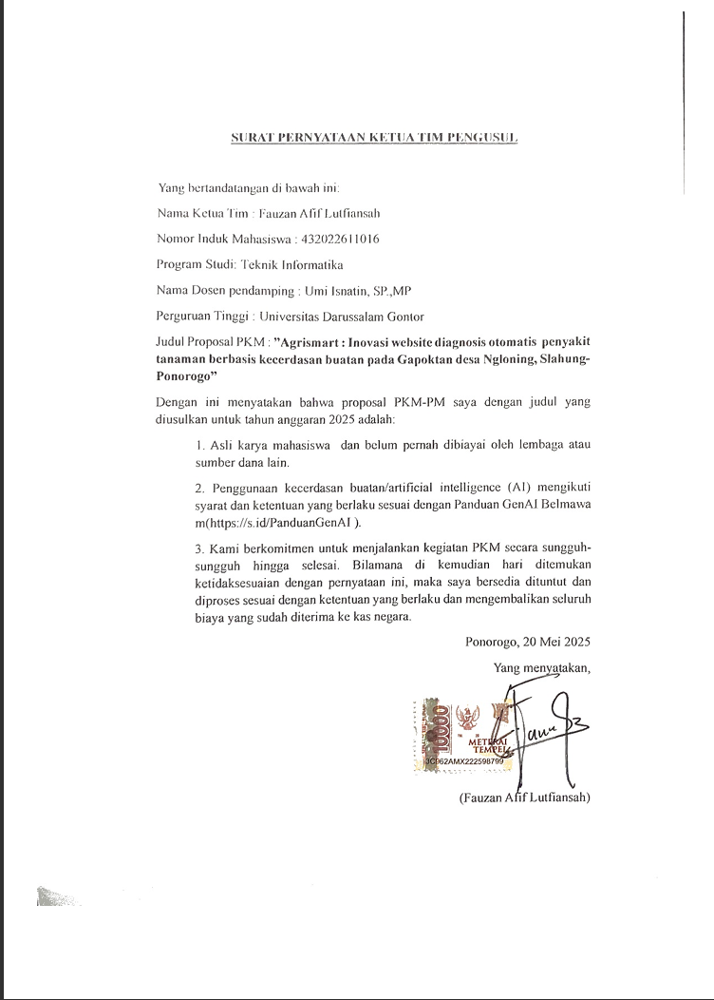 SURAT PERNYATAAN KETUA TIM PENGUSUL
Yang bertandatangan di bawah ini:
Nama Ketua Tim : Fauzan Afif Lutfiansah
Nomor Induk Mahasiswa : 432022611016
Program Studi: Teknik Informatika
Nama Dosen pendamping : Umi Isnatin, SP.,MP
Perguruan Tinggi : Universitas Darussalam Gontor
Judul Proposal PKM : ”Agrismart : Inovasi website diagnosis otomatis penyakit
tanaman berbasis kecerdasan buatan pada Gapoktan desa Ngloning, Slahung-
Ponorogo”
Dengan ini menyatakan bahwa proposal PKM-PM saya dengan judul yang
diusulkan untuk tahun anggaran 2025 adalah:
1. Asli karya mahasiswa dan belum pernah dibiayai oleh lembaga atau
sumber dana lain.
2. Penggunaan kecerdasan buatan/artificial intelligence (AI) mengikuti
syarat dan ketentuan yang berlaku sesuai dengan Panduan GenAI Belmawa
m(https://s.id/PanduanGenAI ).
3. Kami berkomitmen untuk menjalankan kegiatan PKM secara sungguh-
sungguh hingga selesai. Bilamana di kemudian hari ditemukan
ketidaksesuaian dengan pernyataan ini, maka saya bersedia dituntut dan
diproses sesuai dengan ketentuan yang berlaku dan mengembalikan seluruh
biaya yang sudah diterima ke kas negara.
Ponorogo, 20 Mei 2025
Yang menyatakan,
10000
METERAI
TEMPEL
3C962AMX222598799
(Fauzan Afif Lutfiansah)